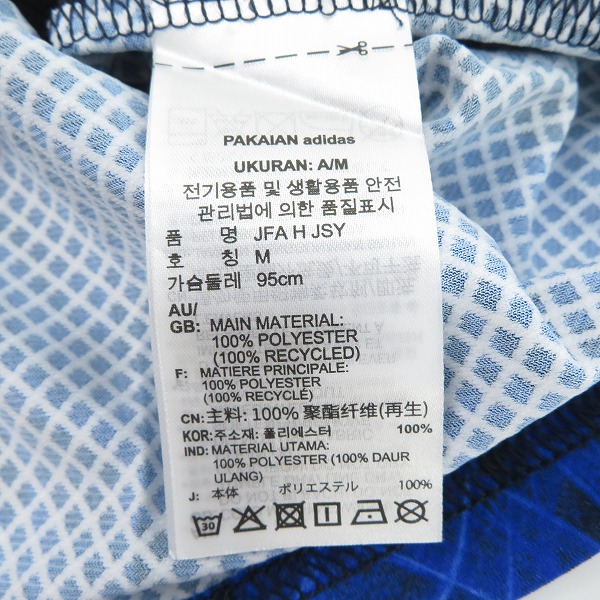 PAKAIAN adidas
UKURAN: A/M
전기용품 및 생활용품 안전
관리법에 의한 품질표시
품 명 JFA H JSY
호 칭 M
가슴둘레 95cm
AU/
GB: MAIN MATERIAL:
100% POLYESTER
(100% RECYCLED)
F: MATIERE PRINCIPALE:
100% POLYESTER
(100% RECYCLÉ)
CN: 主料: 100% 聚酯纤维(再生)
KOR: 주소재: 폴리에스터 100%
IND: MATERIAL UTAMA:
100% POLYESTER (100% DAUR
ULANG)
J: 本体 ポリエステル 100%
30